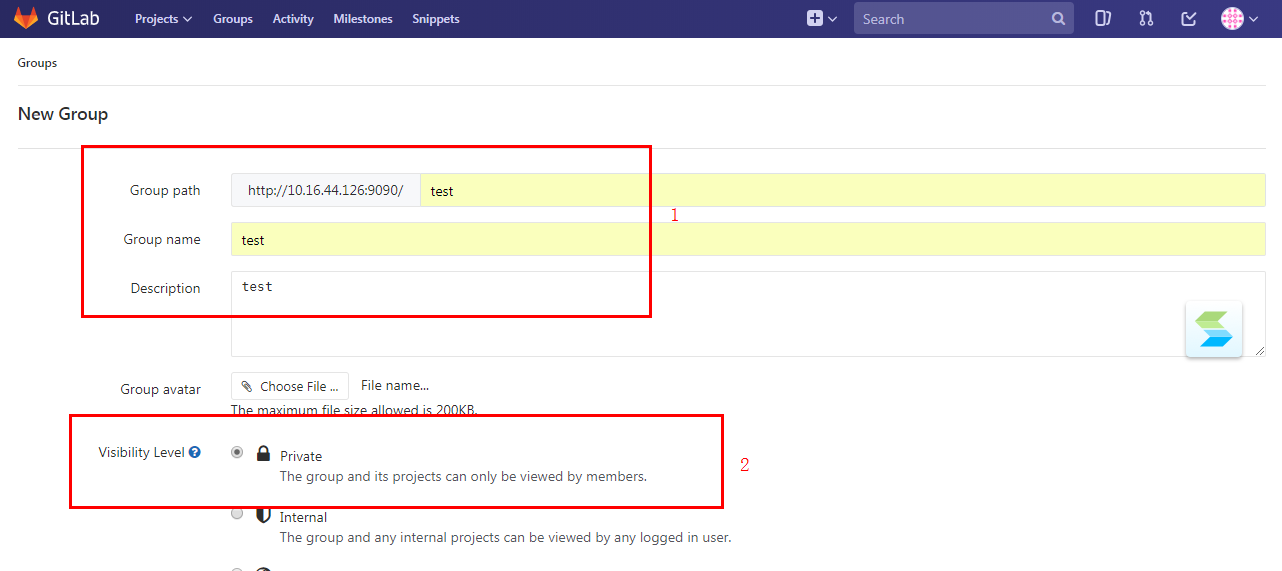 GitLab Projects Groups Activity Milestones Snippets Search
Groups
New Group
Group path http://10.16.44.126:9090/ test
1
Group name test
Description test
Group avatar Choose File ... File name...
The maximum file size allowed is 200KB.
Visibility Level Private
The group and its projects can only be viewed by members.
2
Internal
The group and any internal projects can be viewed by any logged in user.